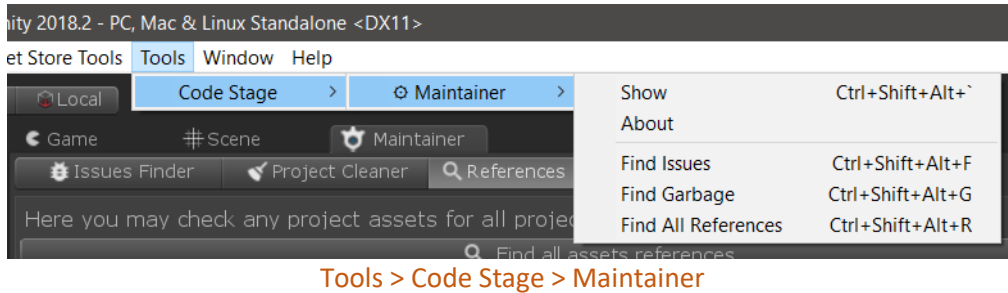 nity 2018.2 - PC, Mac & Linux Standalone <DX11>
et Store Tools Tools Window Help
Local
Code Stage >
Maintainer >
Show Ctrl+Shift+Alt+`
About
Find Issues Ctrl+Shift+Alt+F
Find Garbage Ctrl+Shift+Alt+G
Find All References Ctrl+Shift+Alt+R
Game Scene Maintainer
Issues Finder Project Cleaner References
Here you may check any project assets for all projec
Find all assets references
Tools > Code Stage > Maintainer